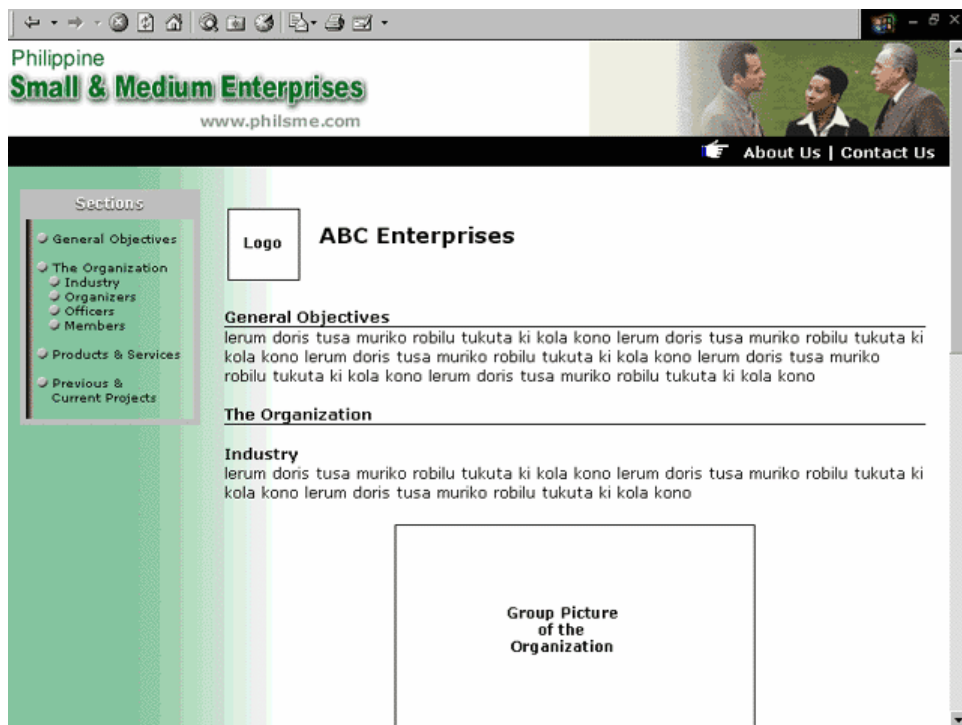 Philippine
Small & Medium Enterprises
www.philsme.com
About Us | Contact Us
Sections
General Objectives
The Organization
Industry
Organizers
Officers
Members
Products & Services
Previous &
Current Projects
Logo
ABC Enterprises
General Objectives
lerum doris tusa muriko robilu tukuta ki kola kono lerum doris tusa muriko robilu tukuta ki
kola kono lerum doris tusa muriko robilu tukuta ki kola kono lerum doris tusa muriko
robilu tukuta ki kola kono lerum doris tusa muriko robilu tukuta ki kola kono
The Organization
Industry
lerum doris tusa muriko robilu tukuta ki kola kono lerum doris tusa muriko robilu tukuta ki
kola kono lerum doris tusa muriko robilu tukuta ki kola kono
Group Picture
of the
Organization